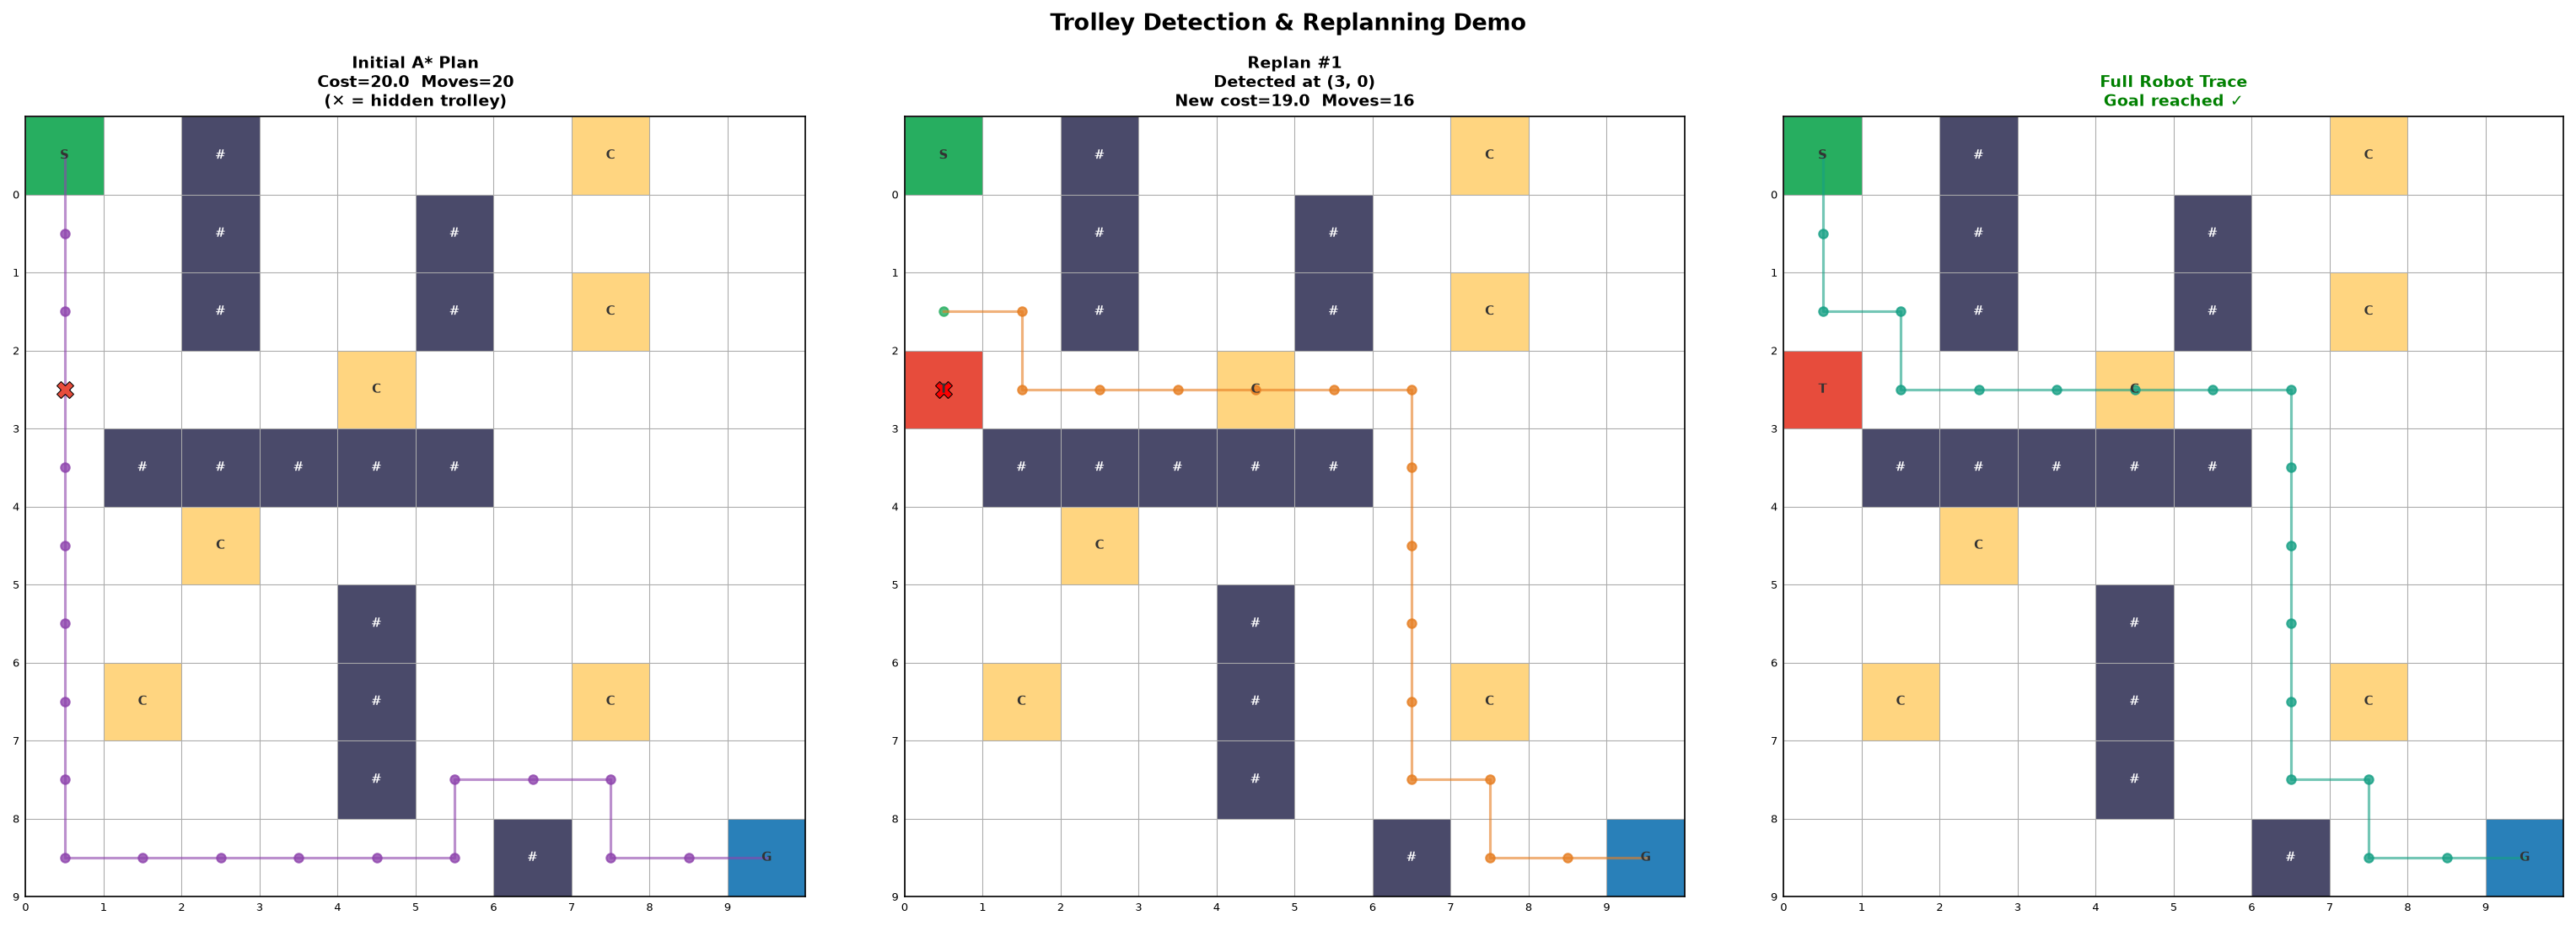 Trolley Detection & Replanning Demo
Initial A* Plan
Cost=20.0 Moves=20
(× = hidden trolley)
S # C
0
# #
1
# # C
2
C
3
# # # # #
4
C
5
#
6
C # C
7
#
8
# G
9
0 1 2 3 4 5 6 7 8 9
Replan #1
Detected at (3, 0)
New cost=19.0 Moves=16
S # C
0
# #
1
# # C
2
C
3
# # # # #
4
C
5
#
6
C # C
7
#
8
# G
9
0 1 2 3 4 5 6 7 8 9
Full Robot Trace
Goal reached ✓
S # C
0
# #
1
# # C
2
T C
3
# # # # #
4
C
5
#
6
C # C
7
#
8
# G
9
0 1 2 3 4 5 6 7 8 9